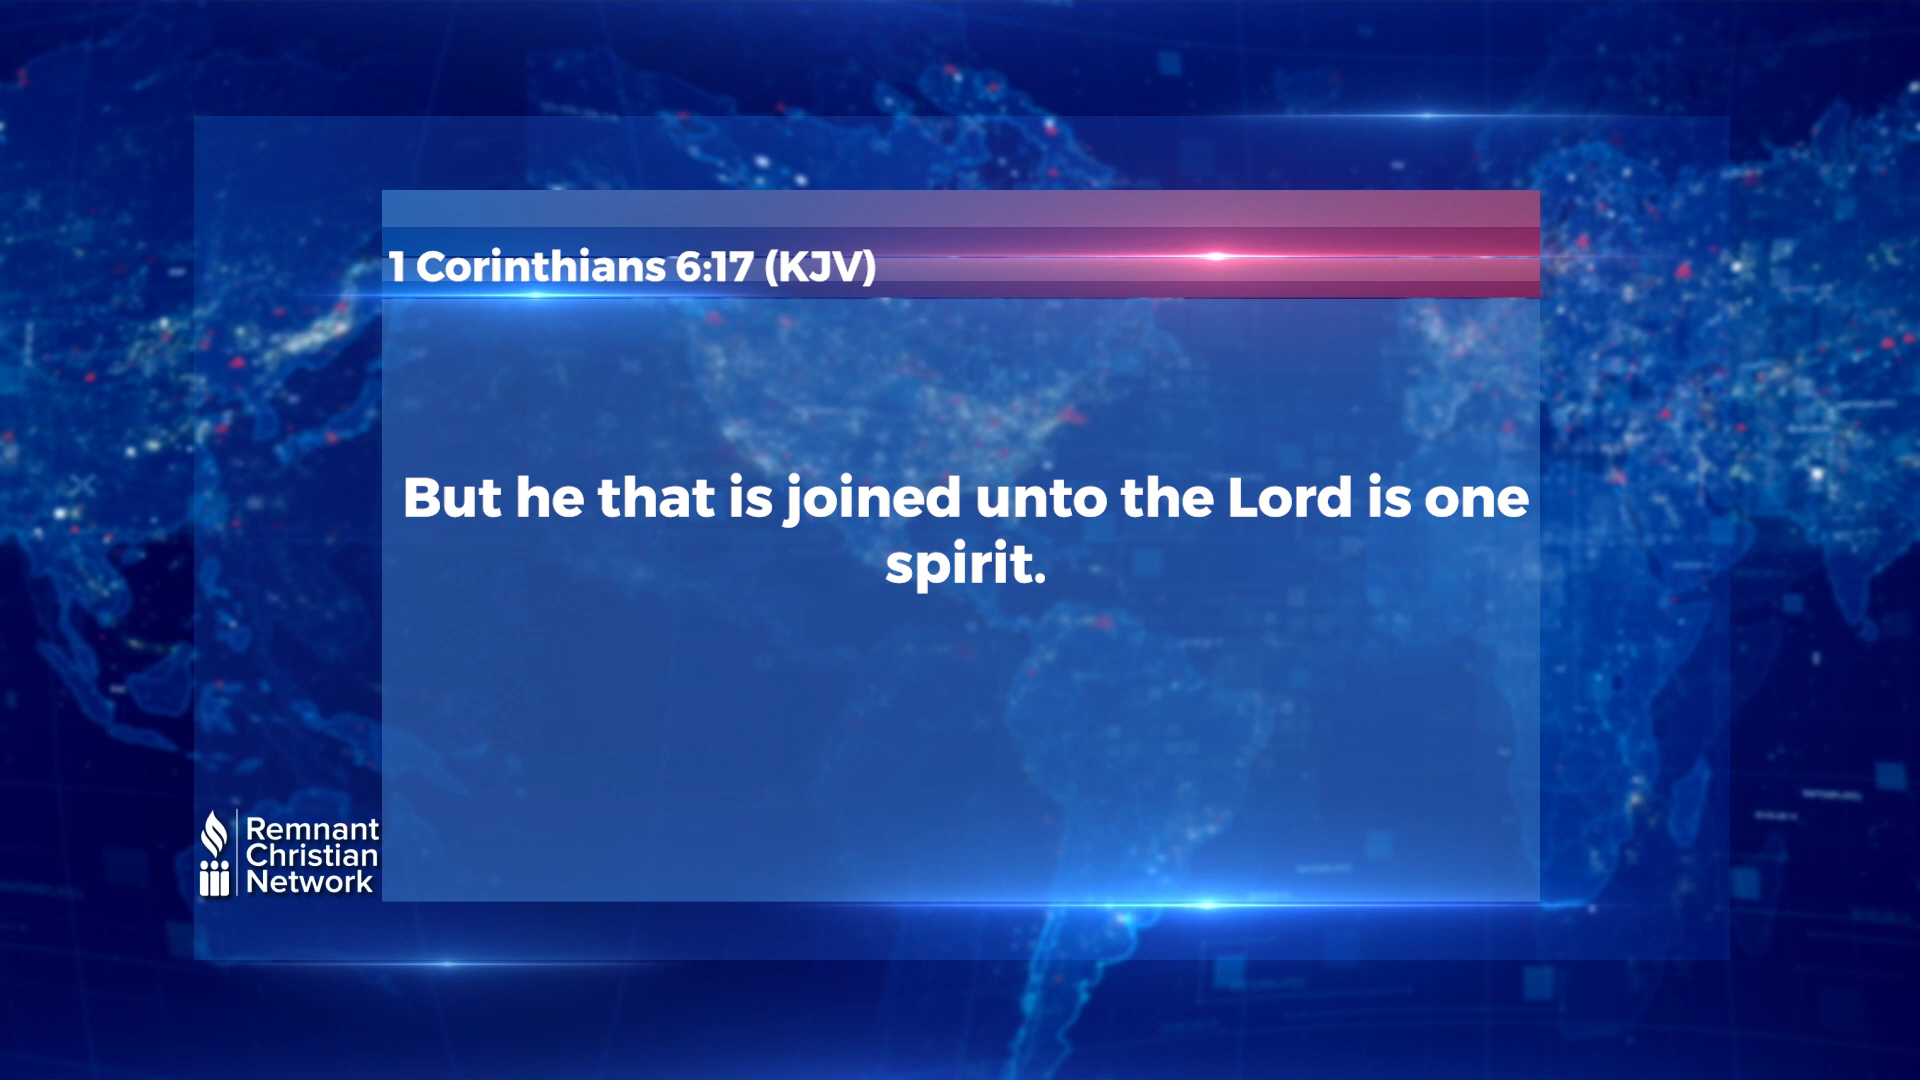 1 Corinthians 6:17 (KJV)
But he that is joined unto the Lord is one
spirit.
Remnant
Christian
Network